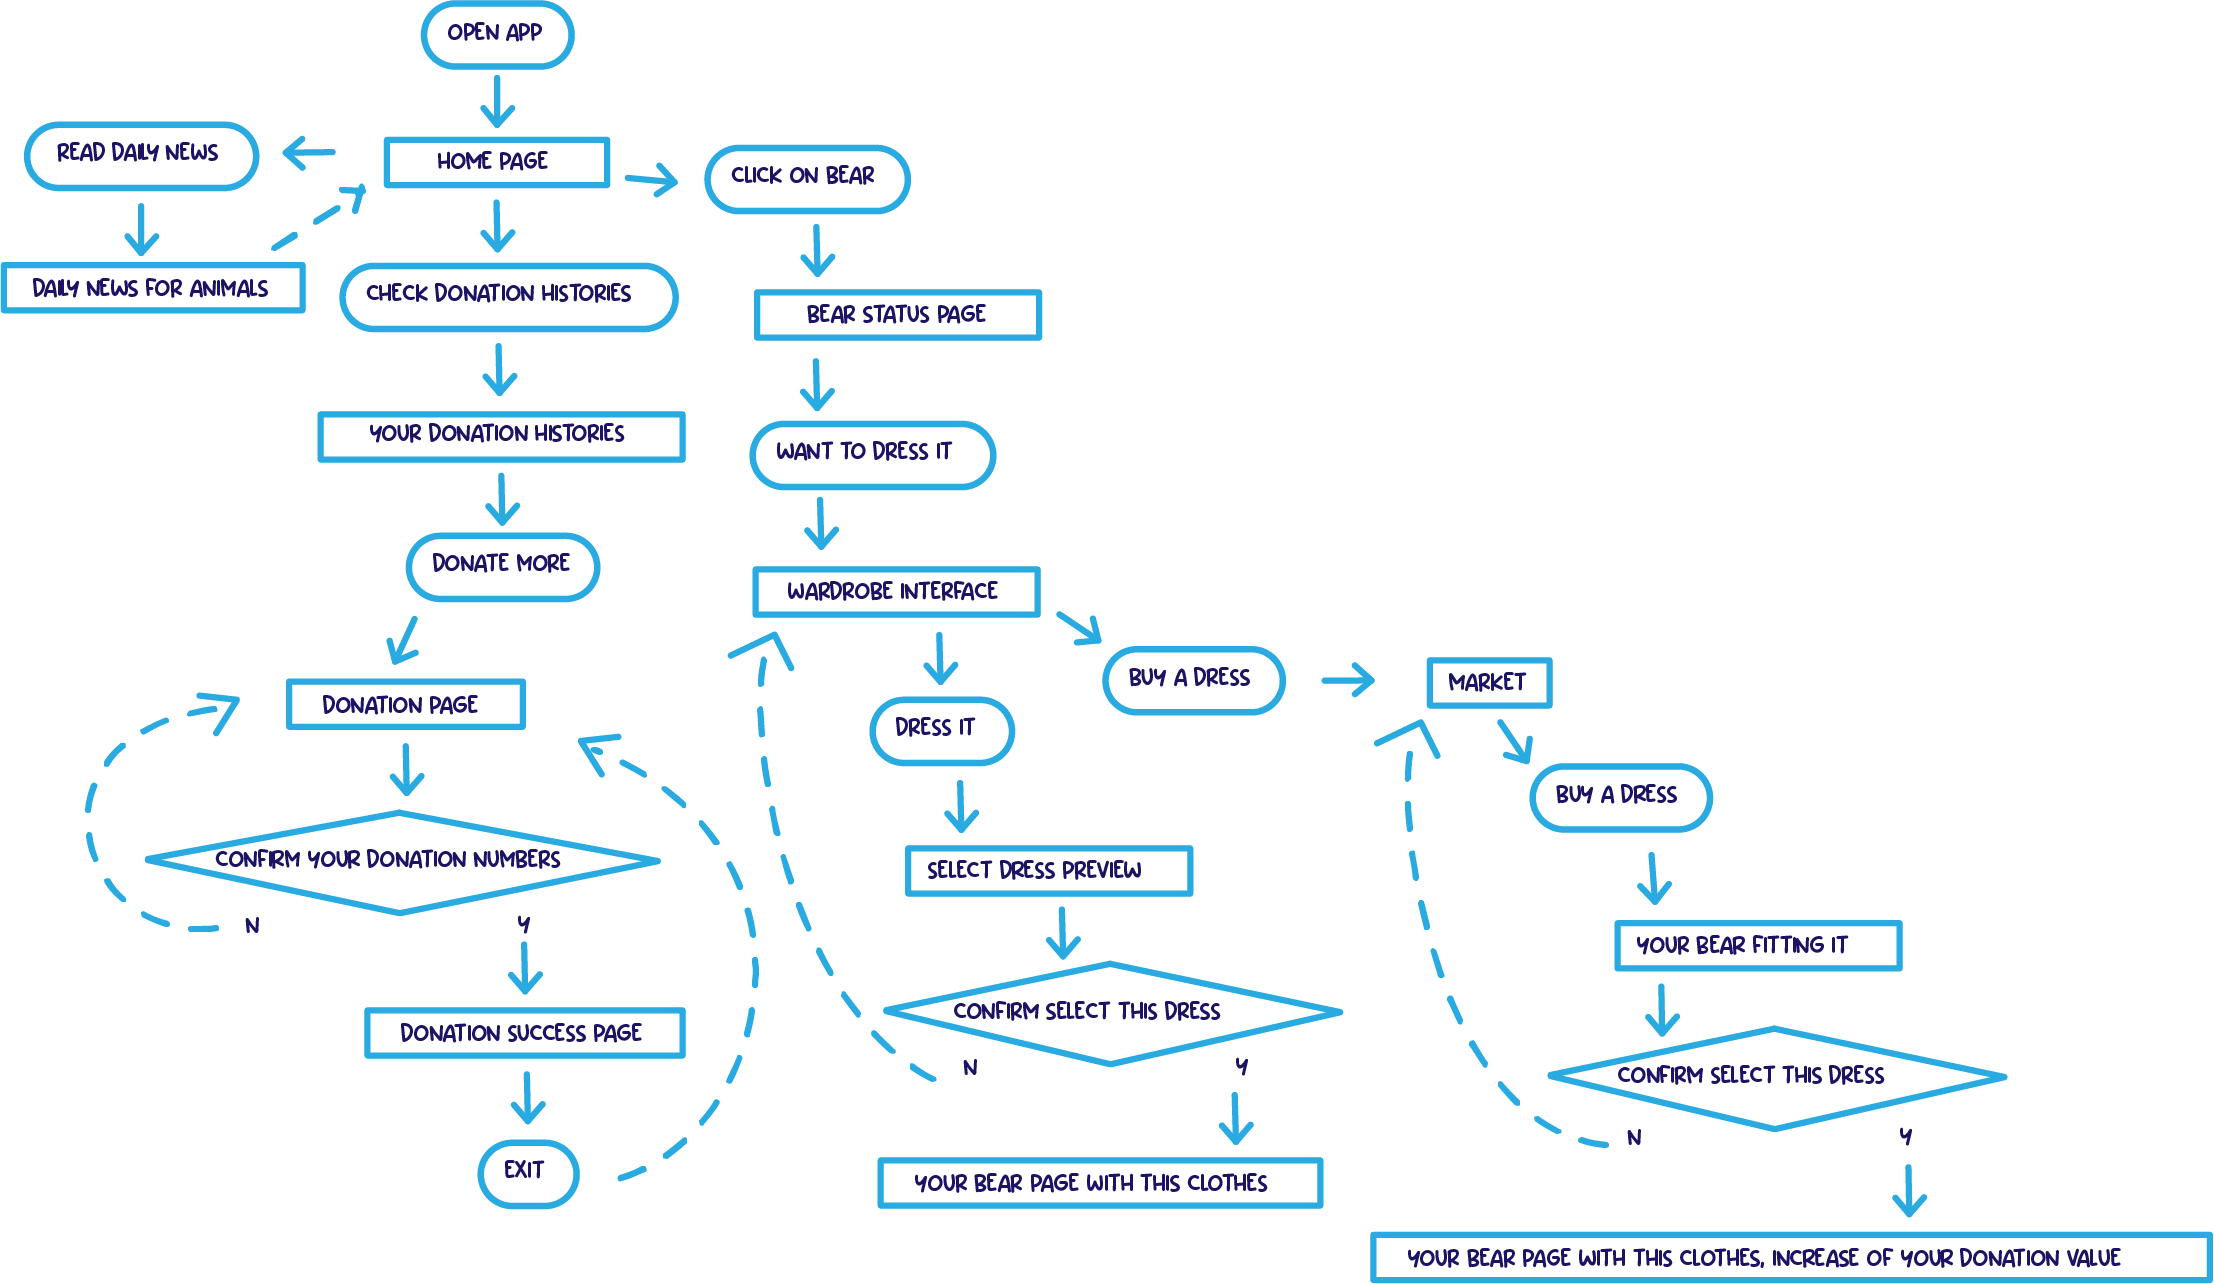 OPEN APP
READ DAILY NEWS
HOME PAGE
CLICK ON BEAR
DAILY NEWS FOR ANIMALS
CHECK DONATION HISTORIES
BEAR STATUS PAGE
YOUR DONATION HISTORIES
WANT TO DRESS IT
DONATE MORE
WARDROBE INTERFACE
BUY A DRESS
MARKET
DONATION PAGE
DRESS IT
BUY A DRESS
CONFIRM YOUR DONATION NUMBERS
SELECT DRESS PREVIEW
N
Y
YOUR BEAR FITTING IT
DONATION SUCCESS PAGE
CONFIRM SELECT THIS DRESS
N
Y
CONFIRM SELECT THIS DRESS
N
Y
EXIT
YOUR BEAR PAGE WITH THIS CLOTHES
YOUR BEAR PAGE WITH THIS CLOTHES, INCREASE OF YOUR DONATION VALUE